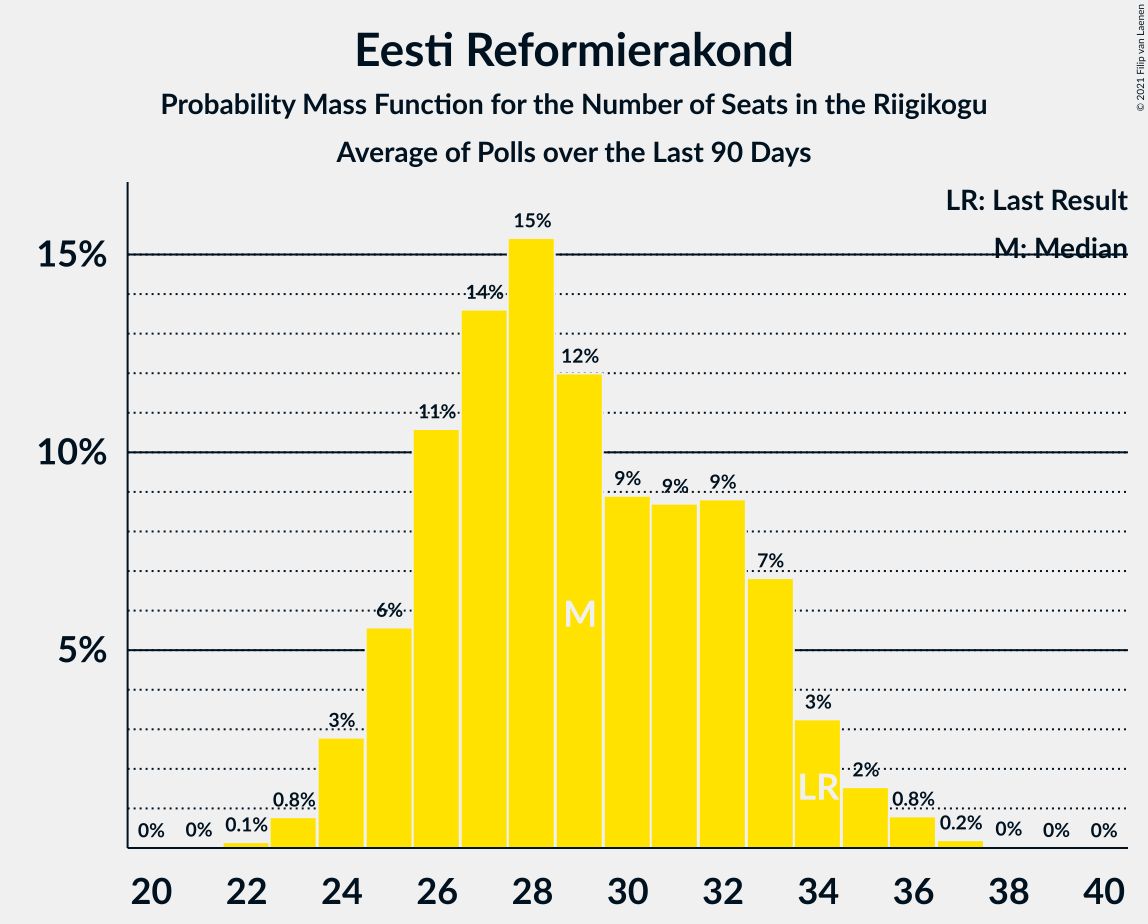 Eesti Reformierakond
Probability Mass Function for the Number of Seats in the Riigikogu
Average of Polls over the Last 90 Days
© 2021 Filip van Laenen
LR: Last Result
M: Median
15%
10%
5%
0%
0%
0.1%
0.8%
3%
6%
11%
14%
15%
12%
9%
9%
9%
7%
3%
2%
0.8%
0.2%
0%
0%
0%
M
LR
20 22 24 26 28 30 32 34 36 38 40